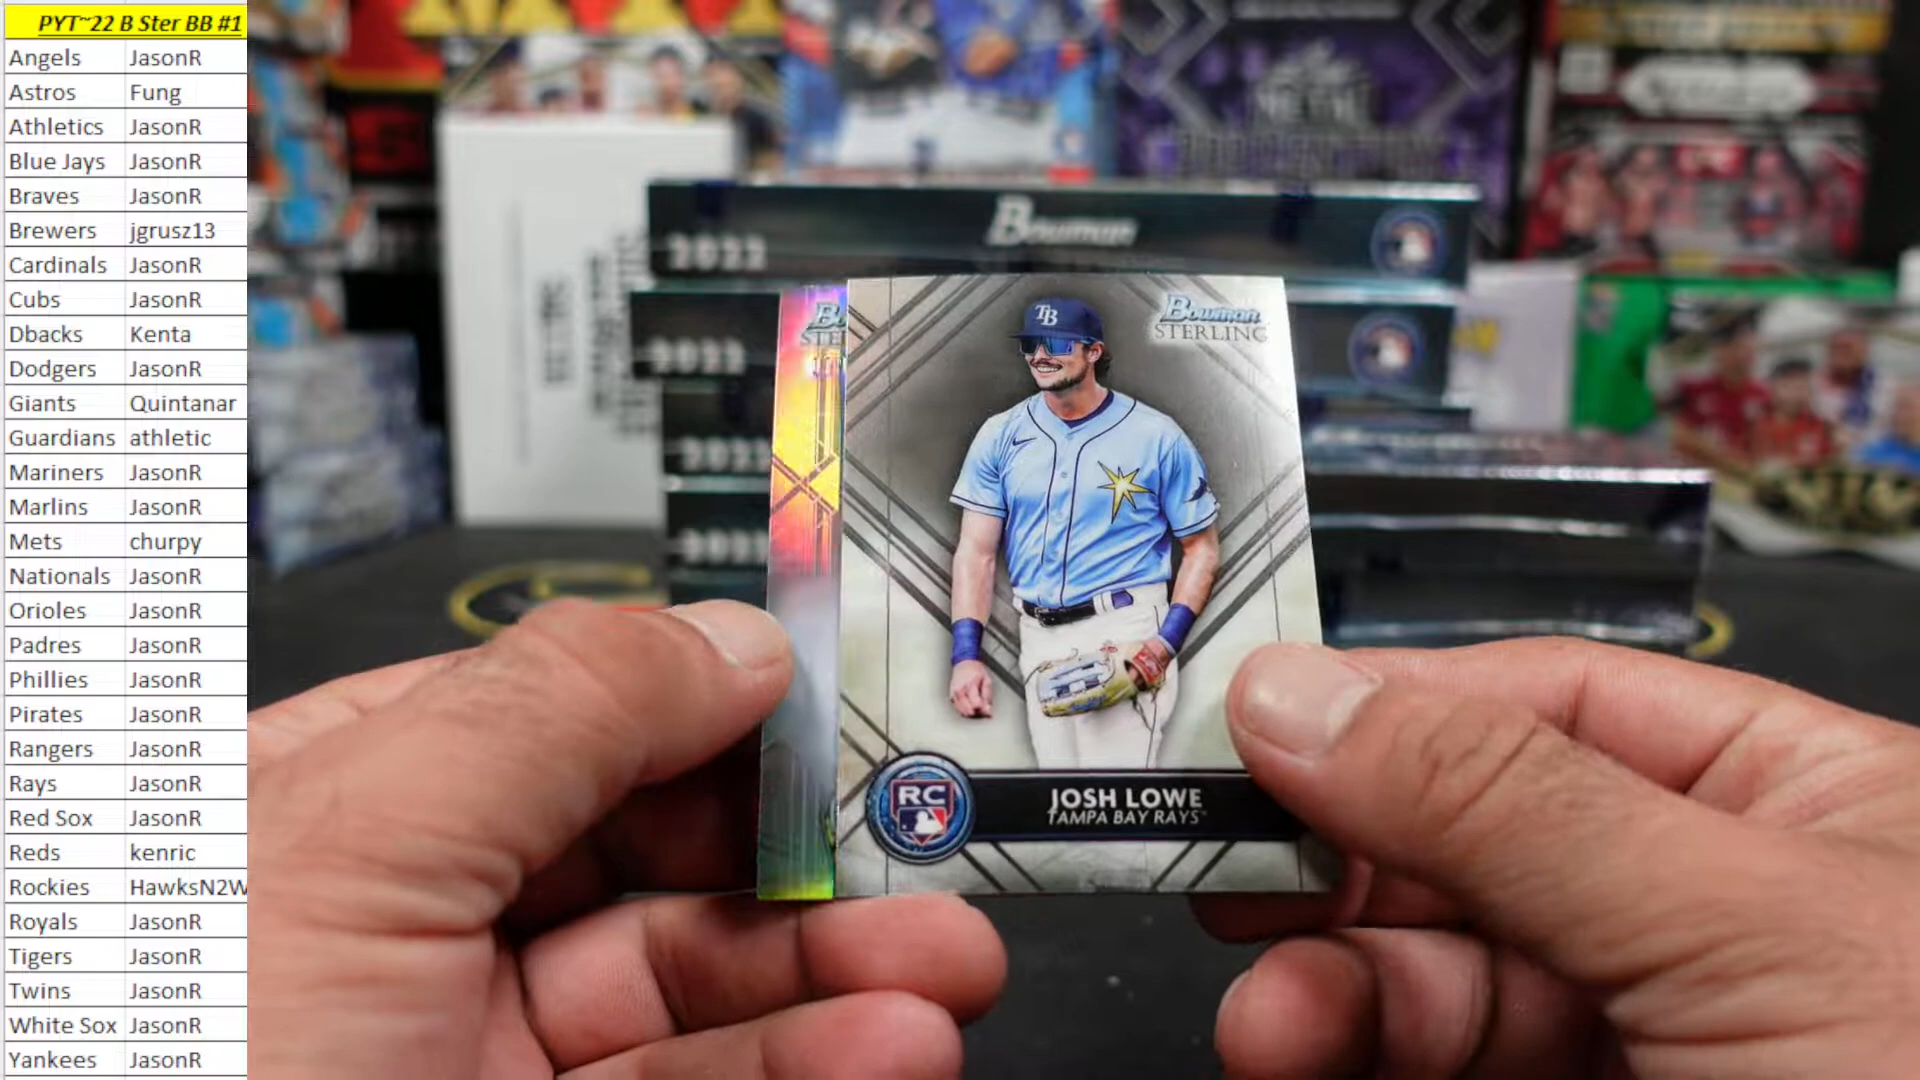 PYT~22 B Ster BB #1
Angels JasonR
Astros Fung
Athletics JasonR
Blue Jays JasonR
Braves JasonR
Brewers jgrusz13
Cardinals JasonR
Cubs JasonR
Dbacks Kenta
Dodgers JasonR
Giants Quintanar
Guardians athletic
Mariners JasonR
Marlins JasonR
Mets churpy
Nationals JasonR
Orioles JasonR
Padres JasonR
Phillies JasonR
Pirates JasonR
Rangers JasonR
Rays JasonR
Red Sox JasonR
Reds kenric
Rockies HawksN2W
Royals JasonR
Tigers JasonR
Twins JasonR
White Sox JasonR
Yankees JasonR
Bowman
2022
2022
2022
2022
B
STE
Bowman
STERLING
TB
RC
JOSH LOWE
TAMPA BAY RAYS